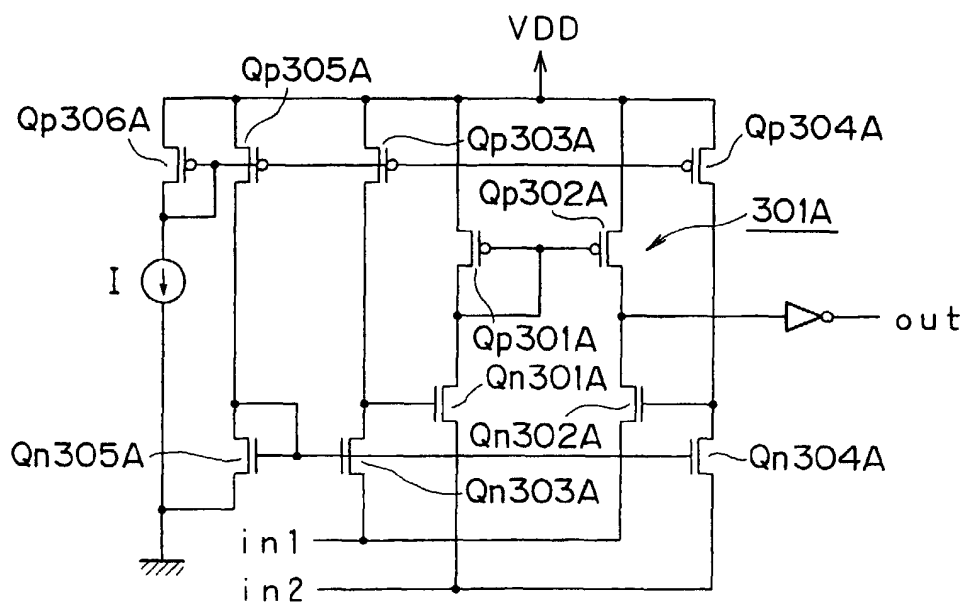 VDD
Qp305A
Qp306A
Qp303A
Qp304A
Qp302A
301A
I
out
Qp301A
Qn301A
Qn302A
Qn305A
Qn304A
Qn303A
in1
in2